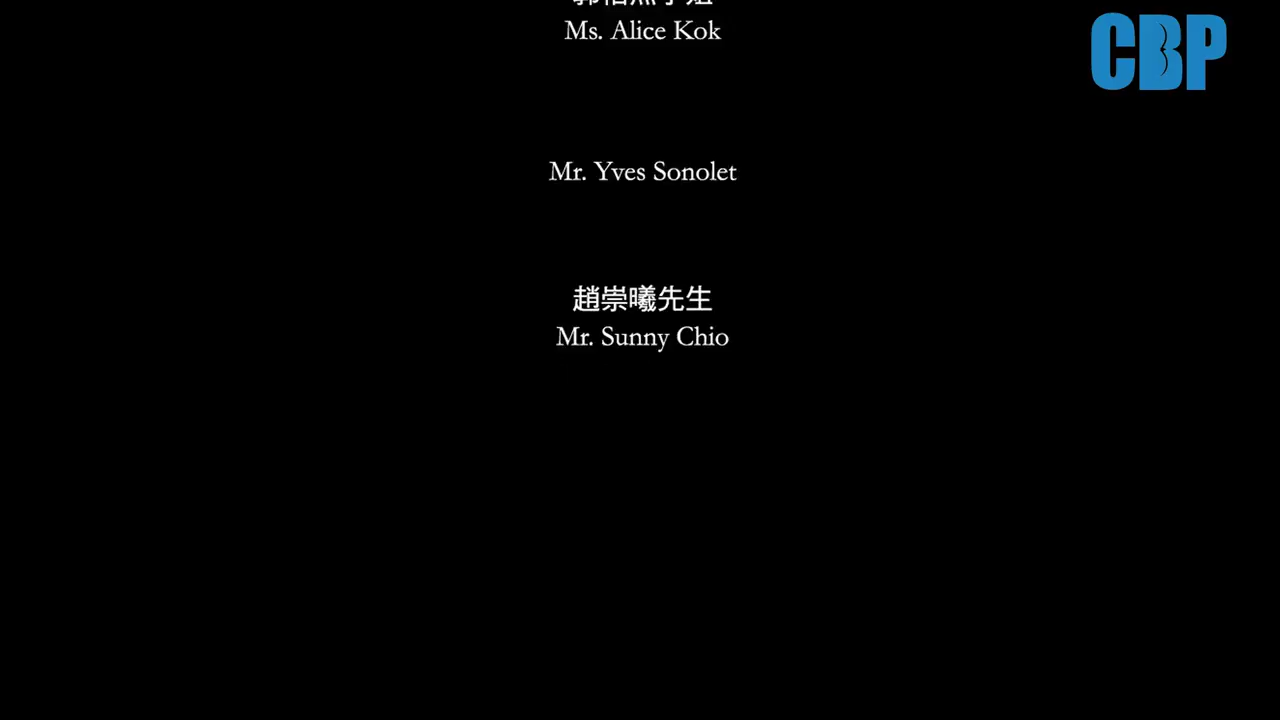 Ms. Alice Kok
CBP
Mr. Yves Sonolet
趙崇曦先生
Mr. Sunny Chio